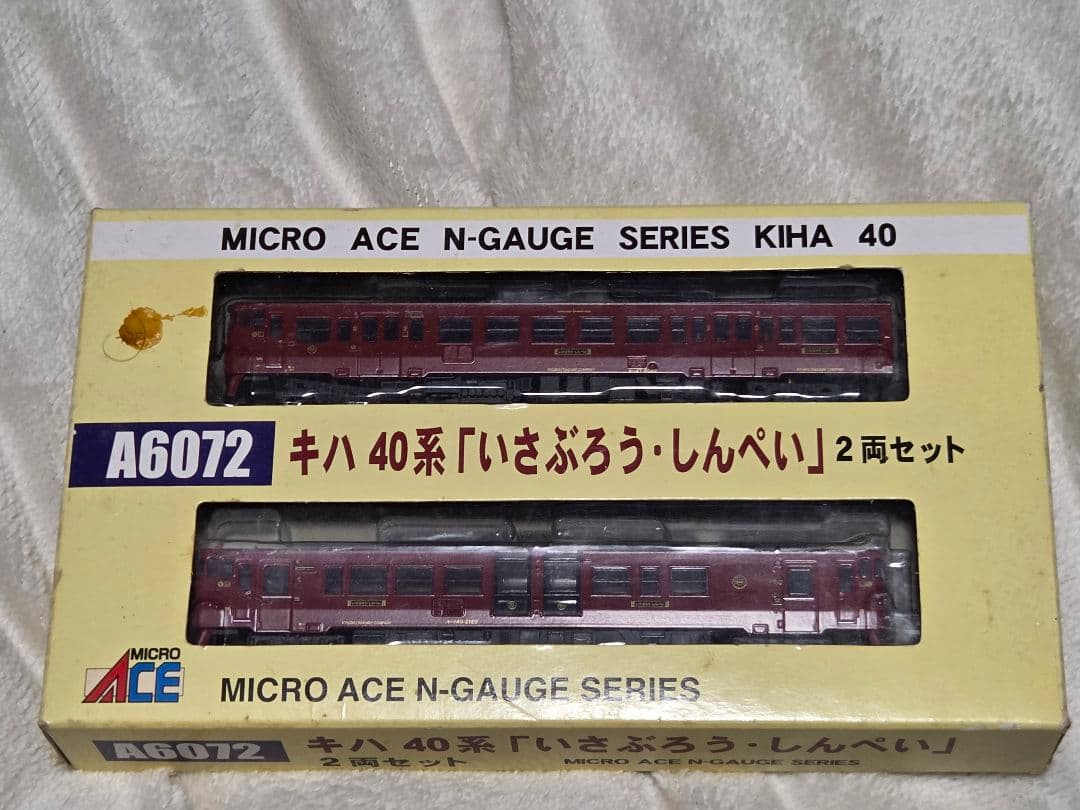 MICRO ACE N-GAUGE SERIES KIHA 40
A6072 キハ 40系「いさぶろう・しんぺい」2両セット
MICRO ACE
MICRO ACE N-GAUGE SERIES
A6072 キハ 40系「いさぶろう・しんぺい」
2両セット MICRO ACE N-GAUGE SERIES